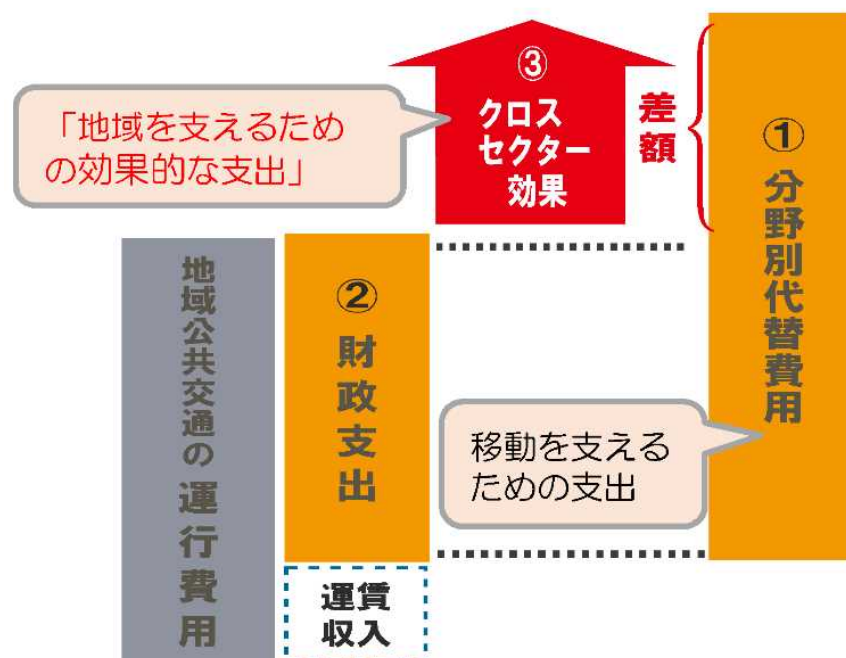 ③
クロス
セクター
効果
差額
①分野別代替費用
「地域を支えるため
の効果的な支出」
地域公共交通の運行費用
②財政支出
移動を支える
ための支出
運賃
収入